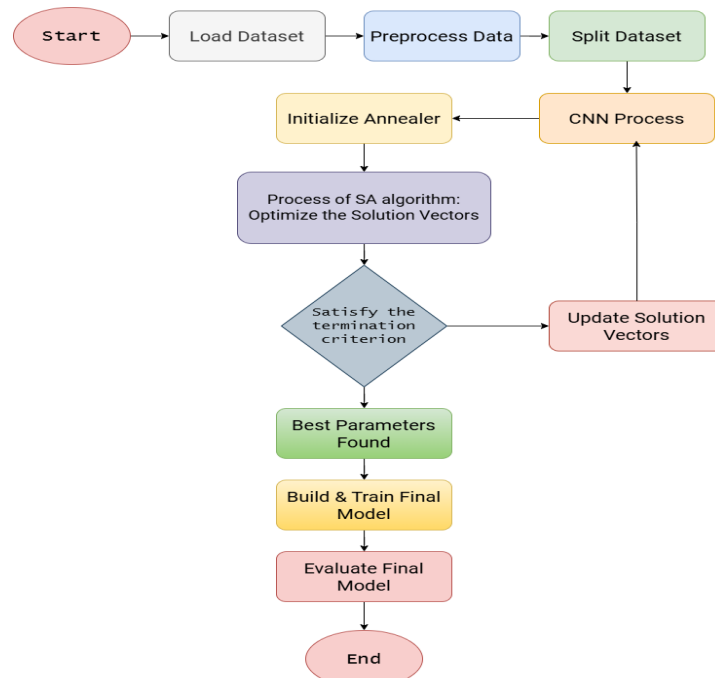 Start
Load Dataset
Preprocess Data
Split Dataset
Initialize Annealer
CNN Process
Process of SA algorithm:
Optimize the Solution Vectors
Satisfy the
termination
criterion
Update Solution
Vectors
Best Parameters
Found
Build & Train Final
Model
Evaluate Final
Model
End